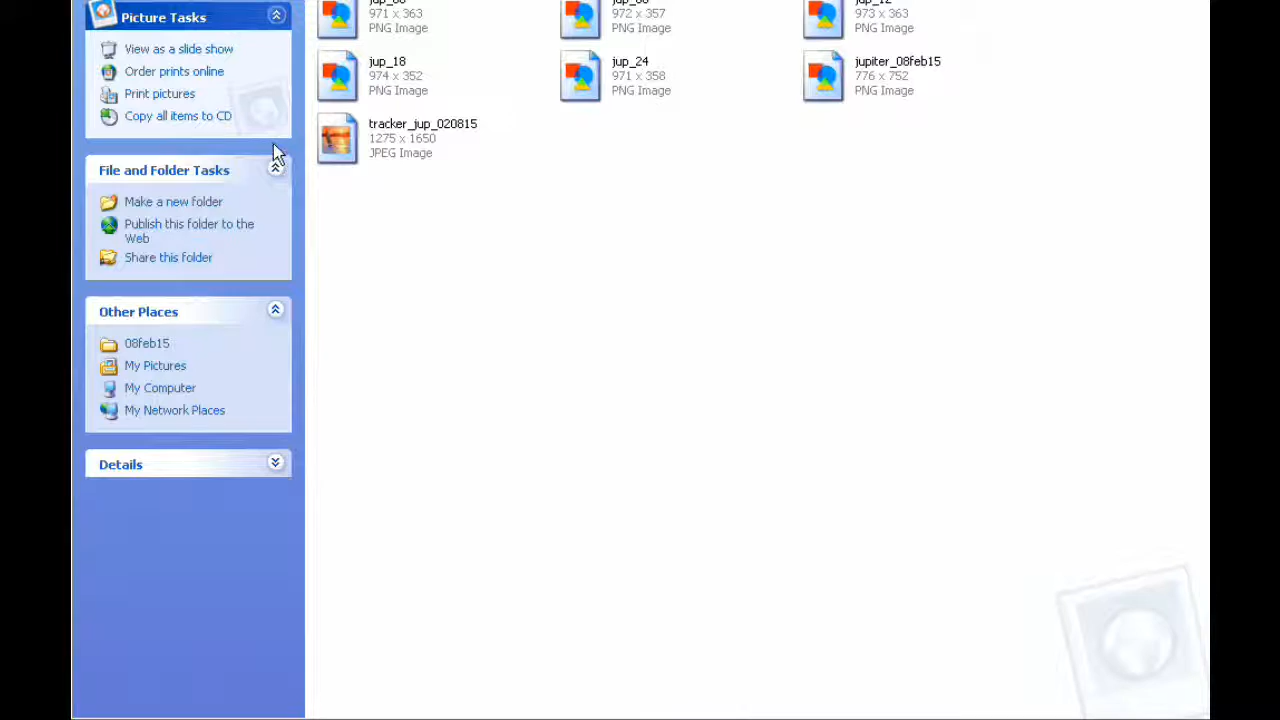 Picture Tasks
View as a slide show
Order prints online
Print pictures
Copy all items to CD
File and Folder Tasks
Make a new folder
Publish this folder to the
Web
Share this folder
Other Places
08feb15
My Pictures
My Computer
My Network Places
Details
971 x 363
PNG Image
972 x 357
PNG Image
973 x 363
PNG Image
jup_18
974 x 352
PNG Image
jup_24
971 x 358
PNG Image
jupiter_08feb15
776 x 752
PNG Image
tracker_jup_020815
1275 x 1650
JPEG Image